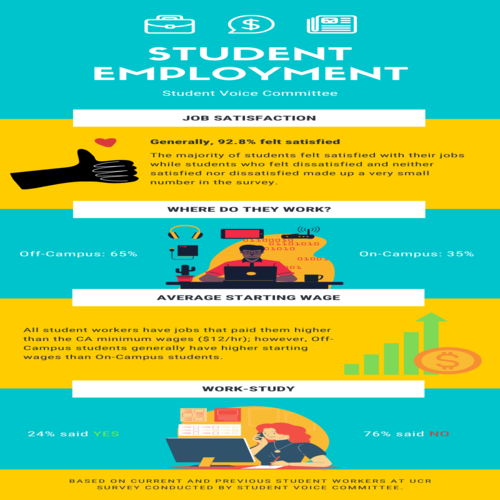 STUDENT
EMPLOYMENT
Student Voice Committee
JOB SATISFACTION
Generally, 92.8% felt satisfied
The majority of students felt satisfied with their jobs
while students who felt dissatisfied and neither
satisfied nor dissatisfied made up a very small
number in the survey.
WHERE DO THEY WORK?
Off-Campus: 65%
On-Campus: 35%
AVERAGE STARTING WAGE
All student workers have jobs that paid them higher
than the CA minimum wages ($12/hr); however, Off-
Campus students generally have higher starting
wages than On-Campus students.
WORK-STUDY
24% said YES
76% said NO
BASED ON CURRENT AND PREVIOUS STUDENT WORKERS AT UCR
SURVEY CONDUCTED BY STUDENT VOICE COMMITTEE.